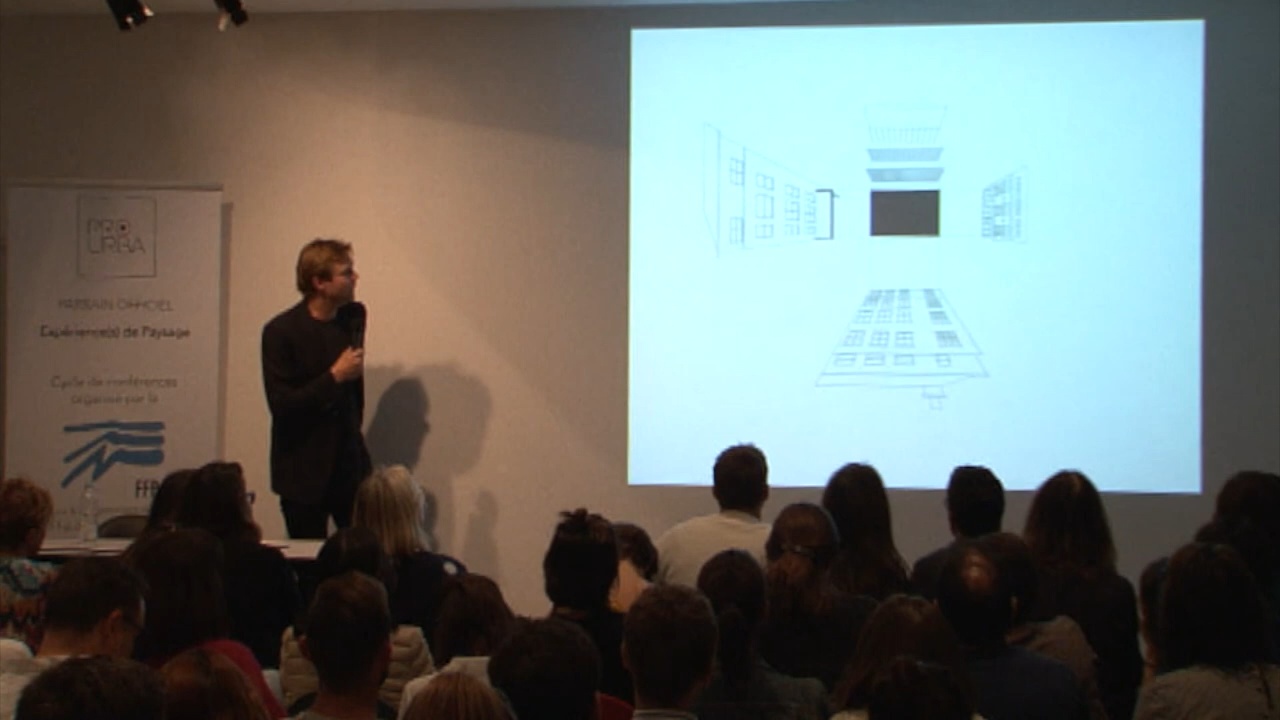 PRO
URBA
PARRAIN OFFICIEL
Expérience(s) de Paysage
Cycle de conférences
organisé par la
FFP